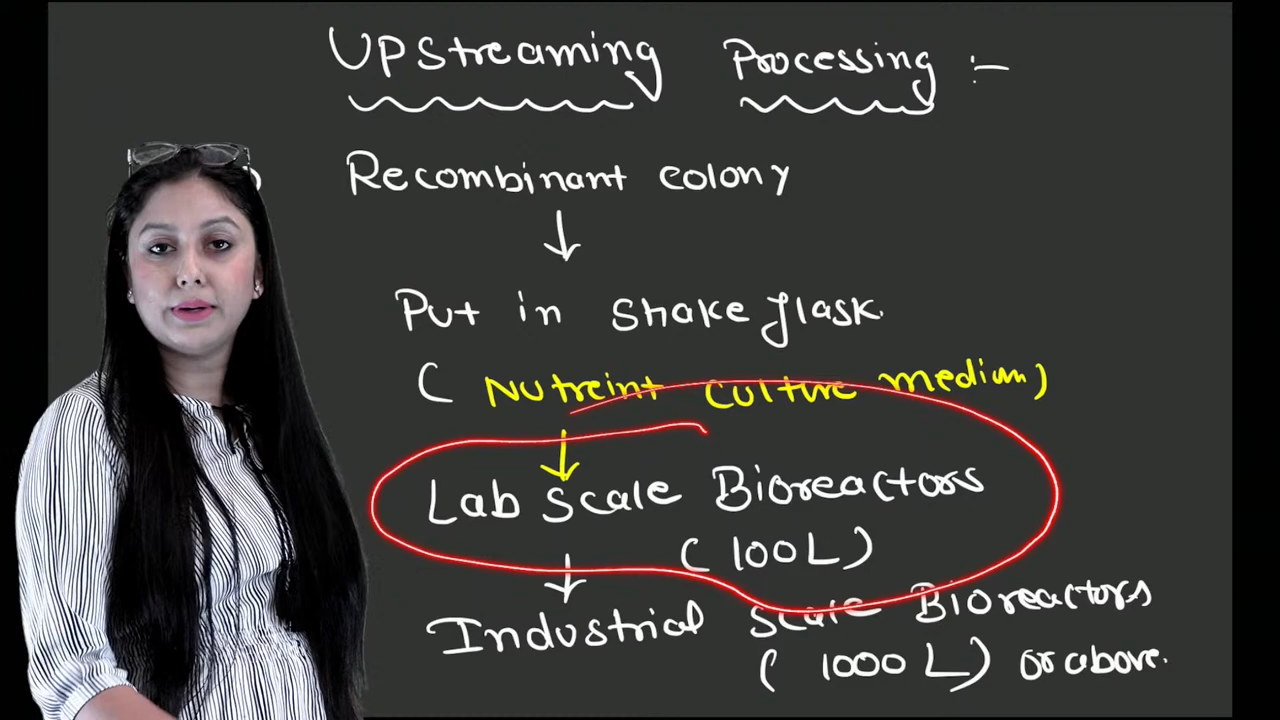 UPStreaming Processing :-
Recombinant colony
Put in shake flask.
( Nutreint culture medium)
Lab scale Bioreactors
( 100L)
Industrial scale Bioreactors
( 1000 L) or above.